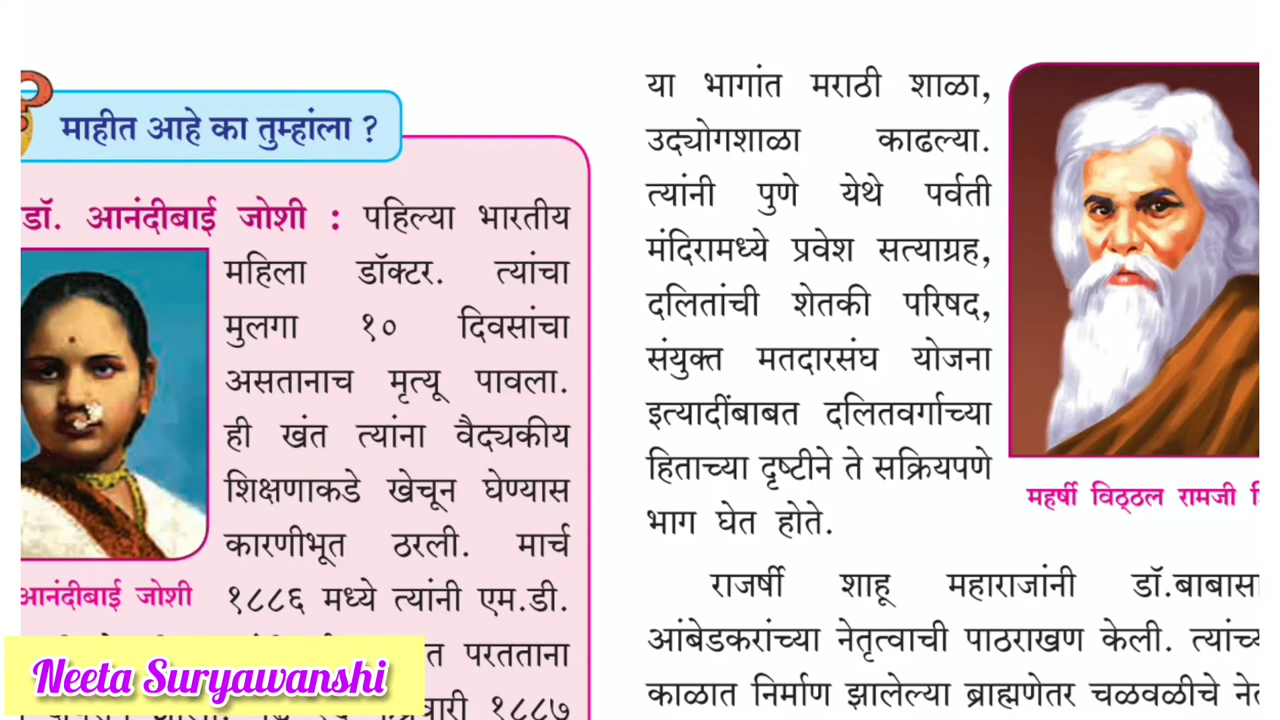 माहीत आहे का तुम्हांला ?
डॉ. आनंदीबाई जोशी : पहिल्या भारतीय
महिला डॉक्टर. त्यांचा
मुलगा १० दिवसांचा
असतानाच मृत्यू पावला.
ही खंत त्यांना वैद्यकीय
शिक्षणाकडे खेचून घेण्यास
कारणीभूत ठरली. मार्च
१८८६ मध्ये त्यांनी एम.डी.
आनंदीबाई जोशी
परतताना
१८८७
Neeta Suryawanshi
या भागांत मराठी शाळा,
उद्योगशाळा काढल्या.
त्यांनी पुणे येथे पर्वती
मंदिरामध्ये प्रवेश सत्याग्रह,
दलितांची शेतकी परिषद,
संयुक्त मतदारसंघ योजना
इत्यादींबाबत दलितवर्गाच्या
हिताच्या दृष्टीने ते सक्रियपणे
भाग घेत होते.
महर्षी विठ्ठल रामजी
राजर्षी शाहू महाराजांनी डॉ.बाबासा
आंबेडकरांच्या नेतृत्वाची पाठराखण केली. त्यांच्य
काळात निर्माण झालेल्या ब्राह्मणेतर चळवळीचे नेत